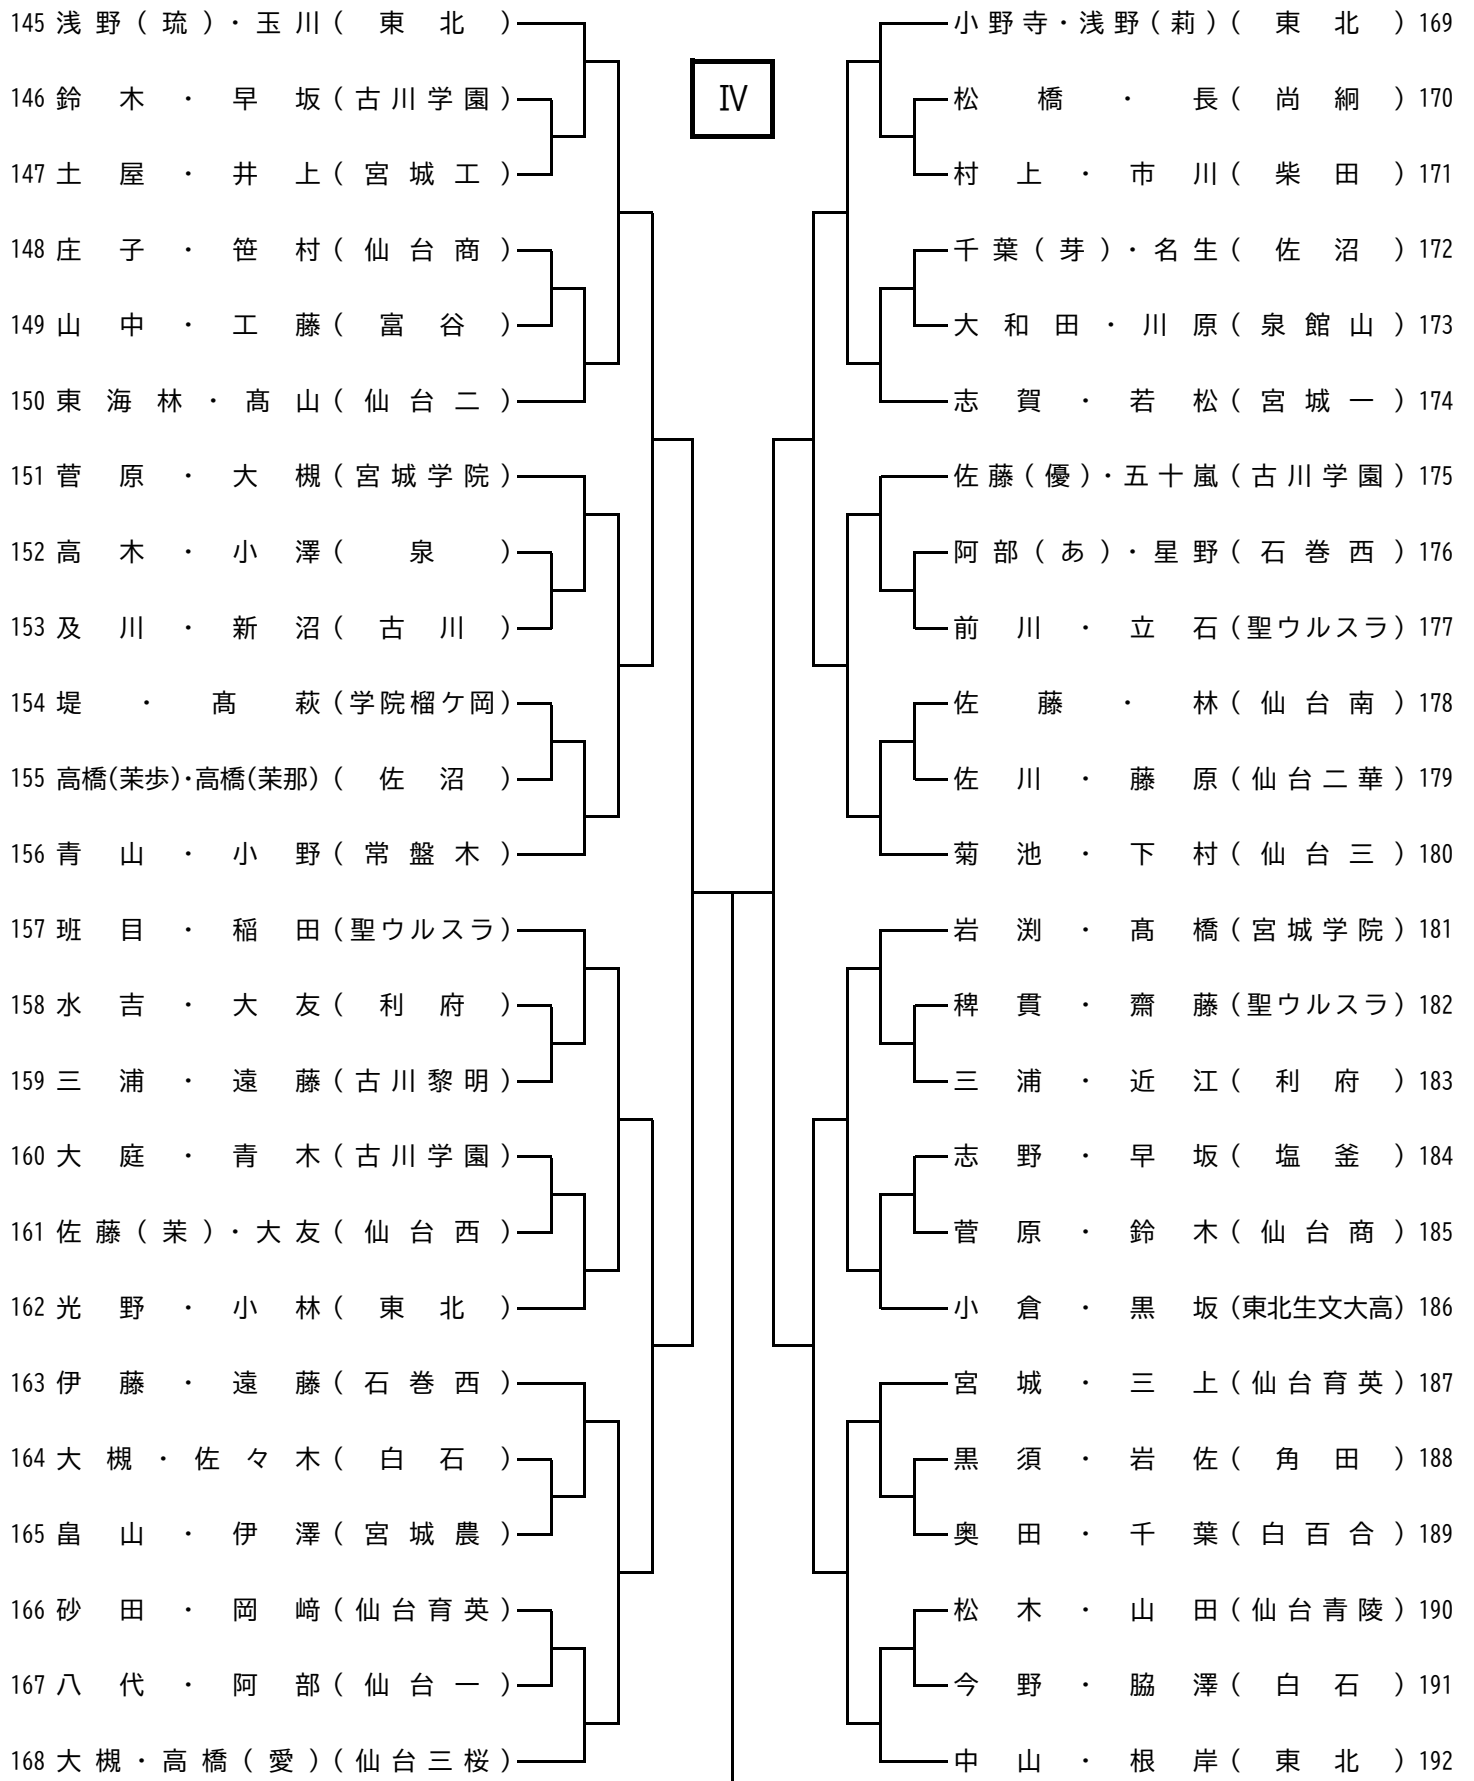 145 浅野(琉)・玉川(東北)
146 鈴木・早坂(古川学園)
147 土屋・井上(宮城工)
148 庄子・笹村(仙台商)
149 山中・工藤(富谷)
150 東海林・髙山(仙台二)
151 菅原・大槻(宮城学院)
152 高木・小澤(泉)
153 及川・新沼(古川)
154 堤・髙萩(学院榴ケ岡)
155 高橋(茉歩)・高橋(茉那)(佐沼)
156 青山・小野(常盤木)
157 班目・稲田(聖ウルスラ)
158 水吉・大友(利府)
159 三浦・遠藤(古川黎明)
160 大庭・青木(古川学園)
161 佐藤(茉)・大友(仙台西)
162 光野・小林(東北)
163 伊藤・遠藤(石巻西)
164 大槻・佐々木(白石)
165 畠山・伊澤(宮城農)
166 砂田・岡﨑(仙台育英)
167 八代・阿部(仙台一)
168 大槻・高橋(愛)(仙台三桜)
Ⅳ
小野寺・浅野(莉)(東北) 169
松橋・長(尚絅) 170
村上・市川(柴田) 171
千葉(芽)・名生(佐沼) 172
大和田・川原(泉館山) 173
志賀・若松(宮城一) 174
佐藤(優)・五十嵐(古川学園) 175
阿部(あ)・星野(石巻西) 176
前川・立石(聖ウルスラ) 177
佐藤・林(仙台南) 178
佐川・藤原(仙台二華) 179
菊池・下村(仙台三) 180
岩渕・髙橋(宮城学院) 181
稗貫・齋藤(聖ウルスラ) 182
三浦・近江(利府) 183
志野・早坂(塩釜) 184
菅原・鈴木(仙台商) 185
小倉・黒坂(東北生文大高) 186
宮城・三上(仙台育英) 187
黒須・岩佐(角田) 188
奥田・千葉(白百合) 189
松木・山田(仙台青陵) 190
今野・脇澤(白石) 191
中山・根岸(東北) 192